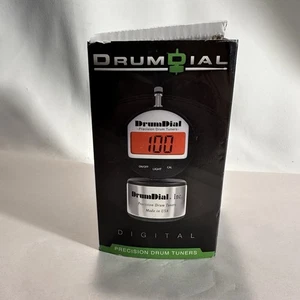 DRUMDIAL
DrumDial
Precision Drum Tuners
100
DrumDial, Inc.
Precision Drum Tuners
Made in USA
DIGITAL
PRECISION DRUM TUNERS